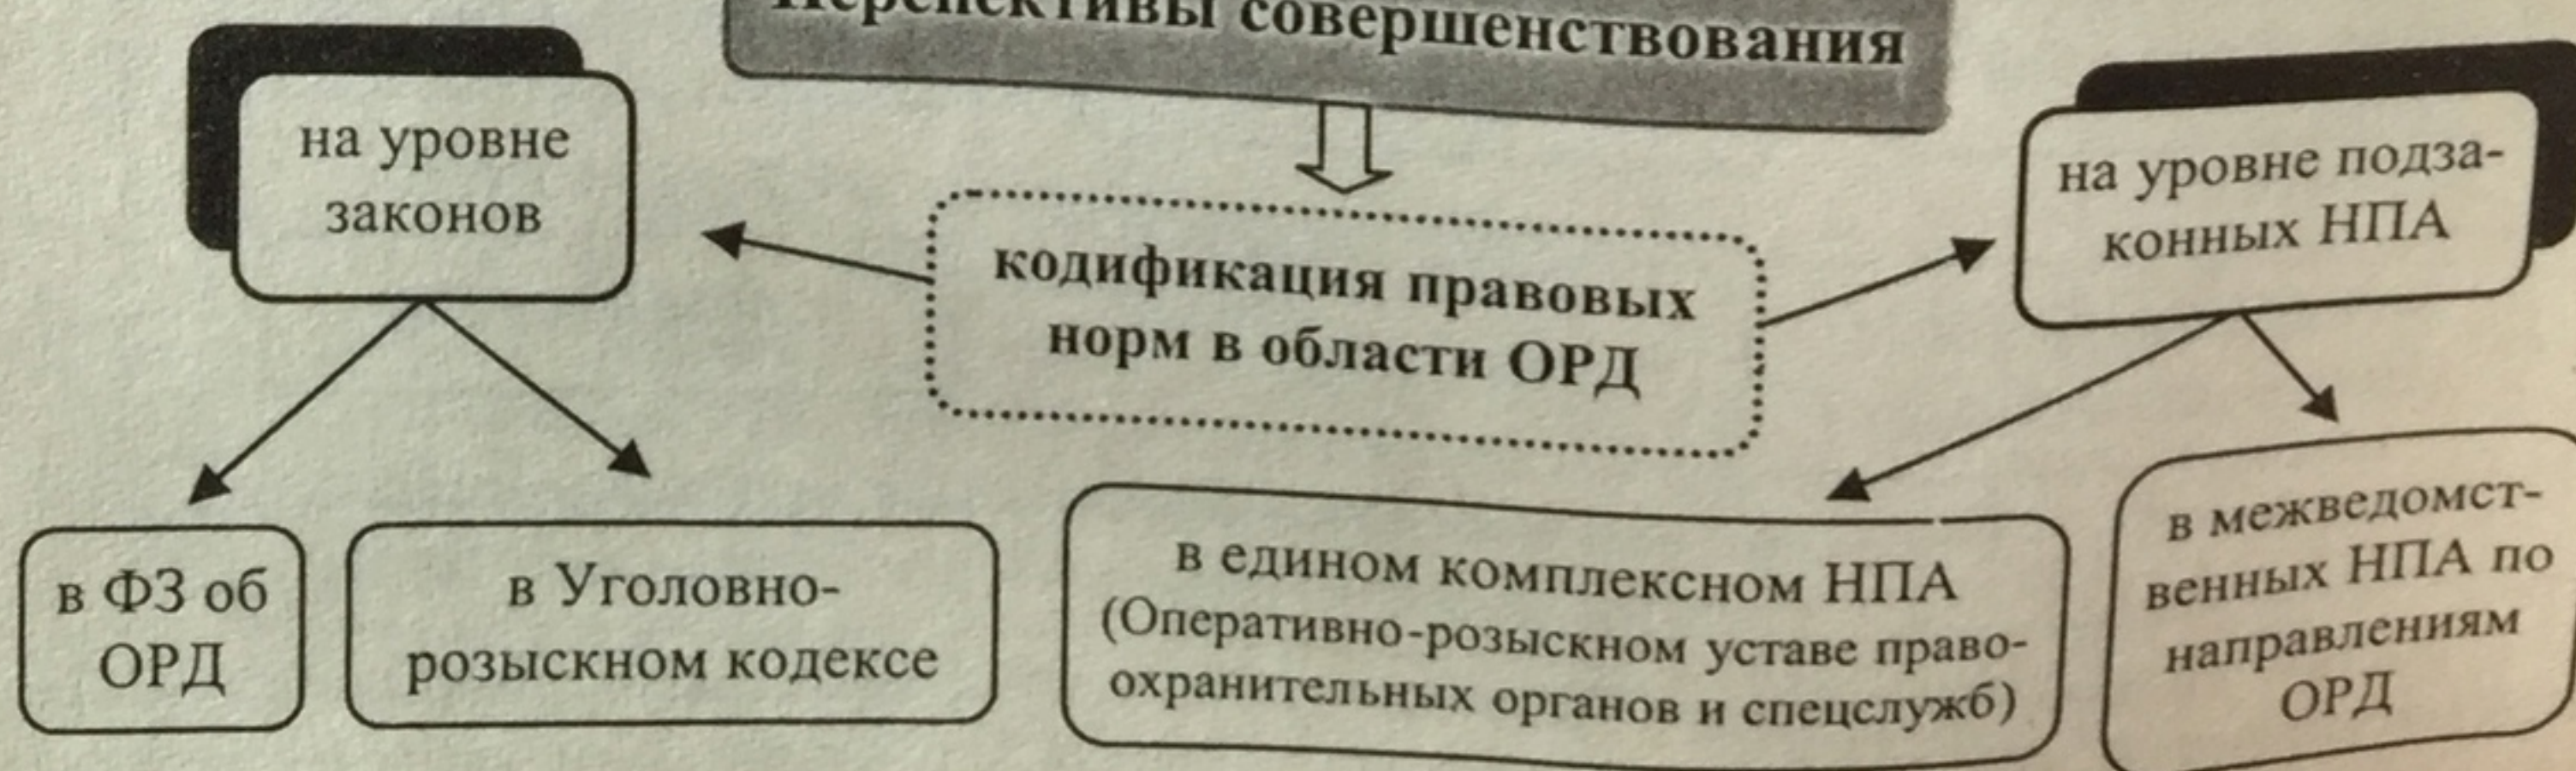 Перспективы совершенствования
на уровне
законов
кодификация правовых
норм в области ОРД
на уровне подза-
конных НПА
в ФЗ об
ОРД
в Уголовно-
розыскном кодексе
в едином комплексном НПА
(Оперативно-розыскном уставе право-
охранительных органов и спецслужб)
в межведомст-
венных НПА по
направлениям
ОРД